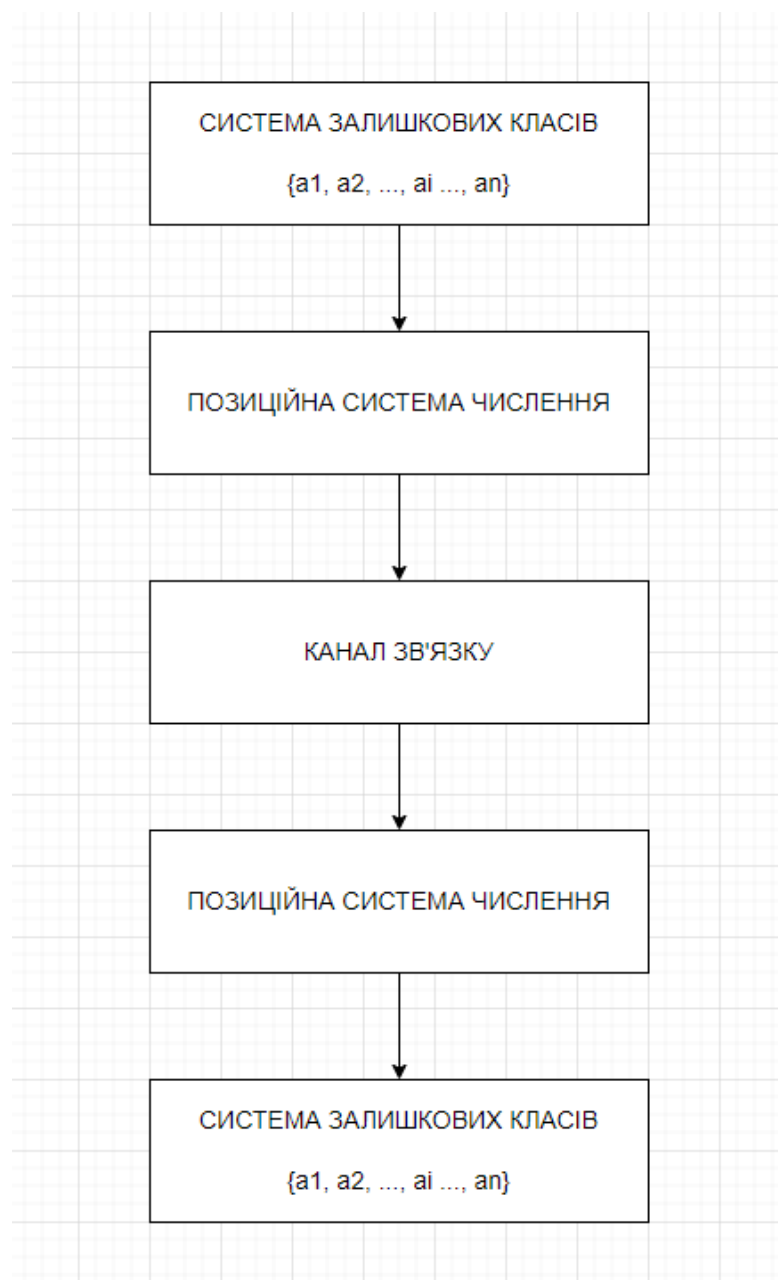 СИСТЕМА ЗАЛИШКОВИХ КЛАСІВ
{a1, a2, ..., ai ..., an}
ПОЗИЦІЙНА СИСТЕМА ЧИСЛЕННЯ
КАНАЛ ЗВ'ЯЗКУ
ПОЗИЦІЙНА СИСТЕМА ЧИСЛЕННЯ
СИСТЕМА ЗАЛИШКОВИХ КЛАСІВ
{a1, a2, ..., ai ..., an}